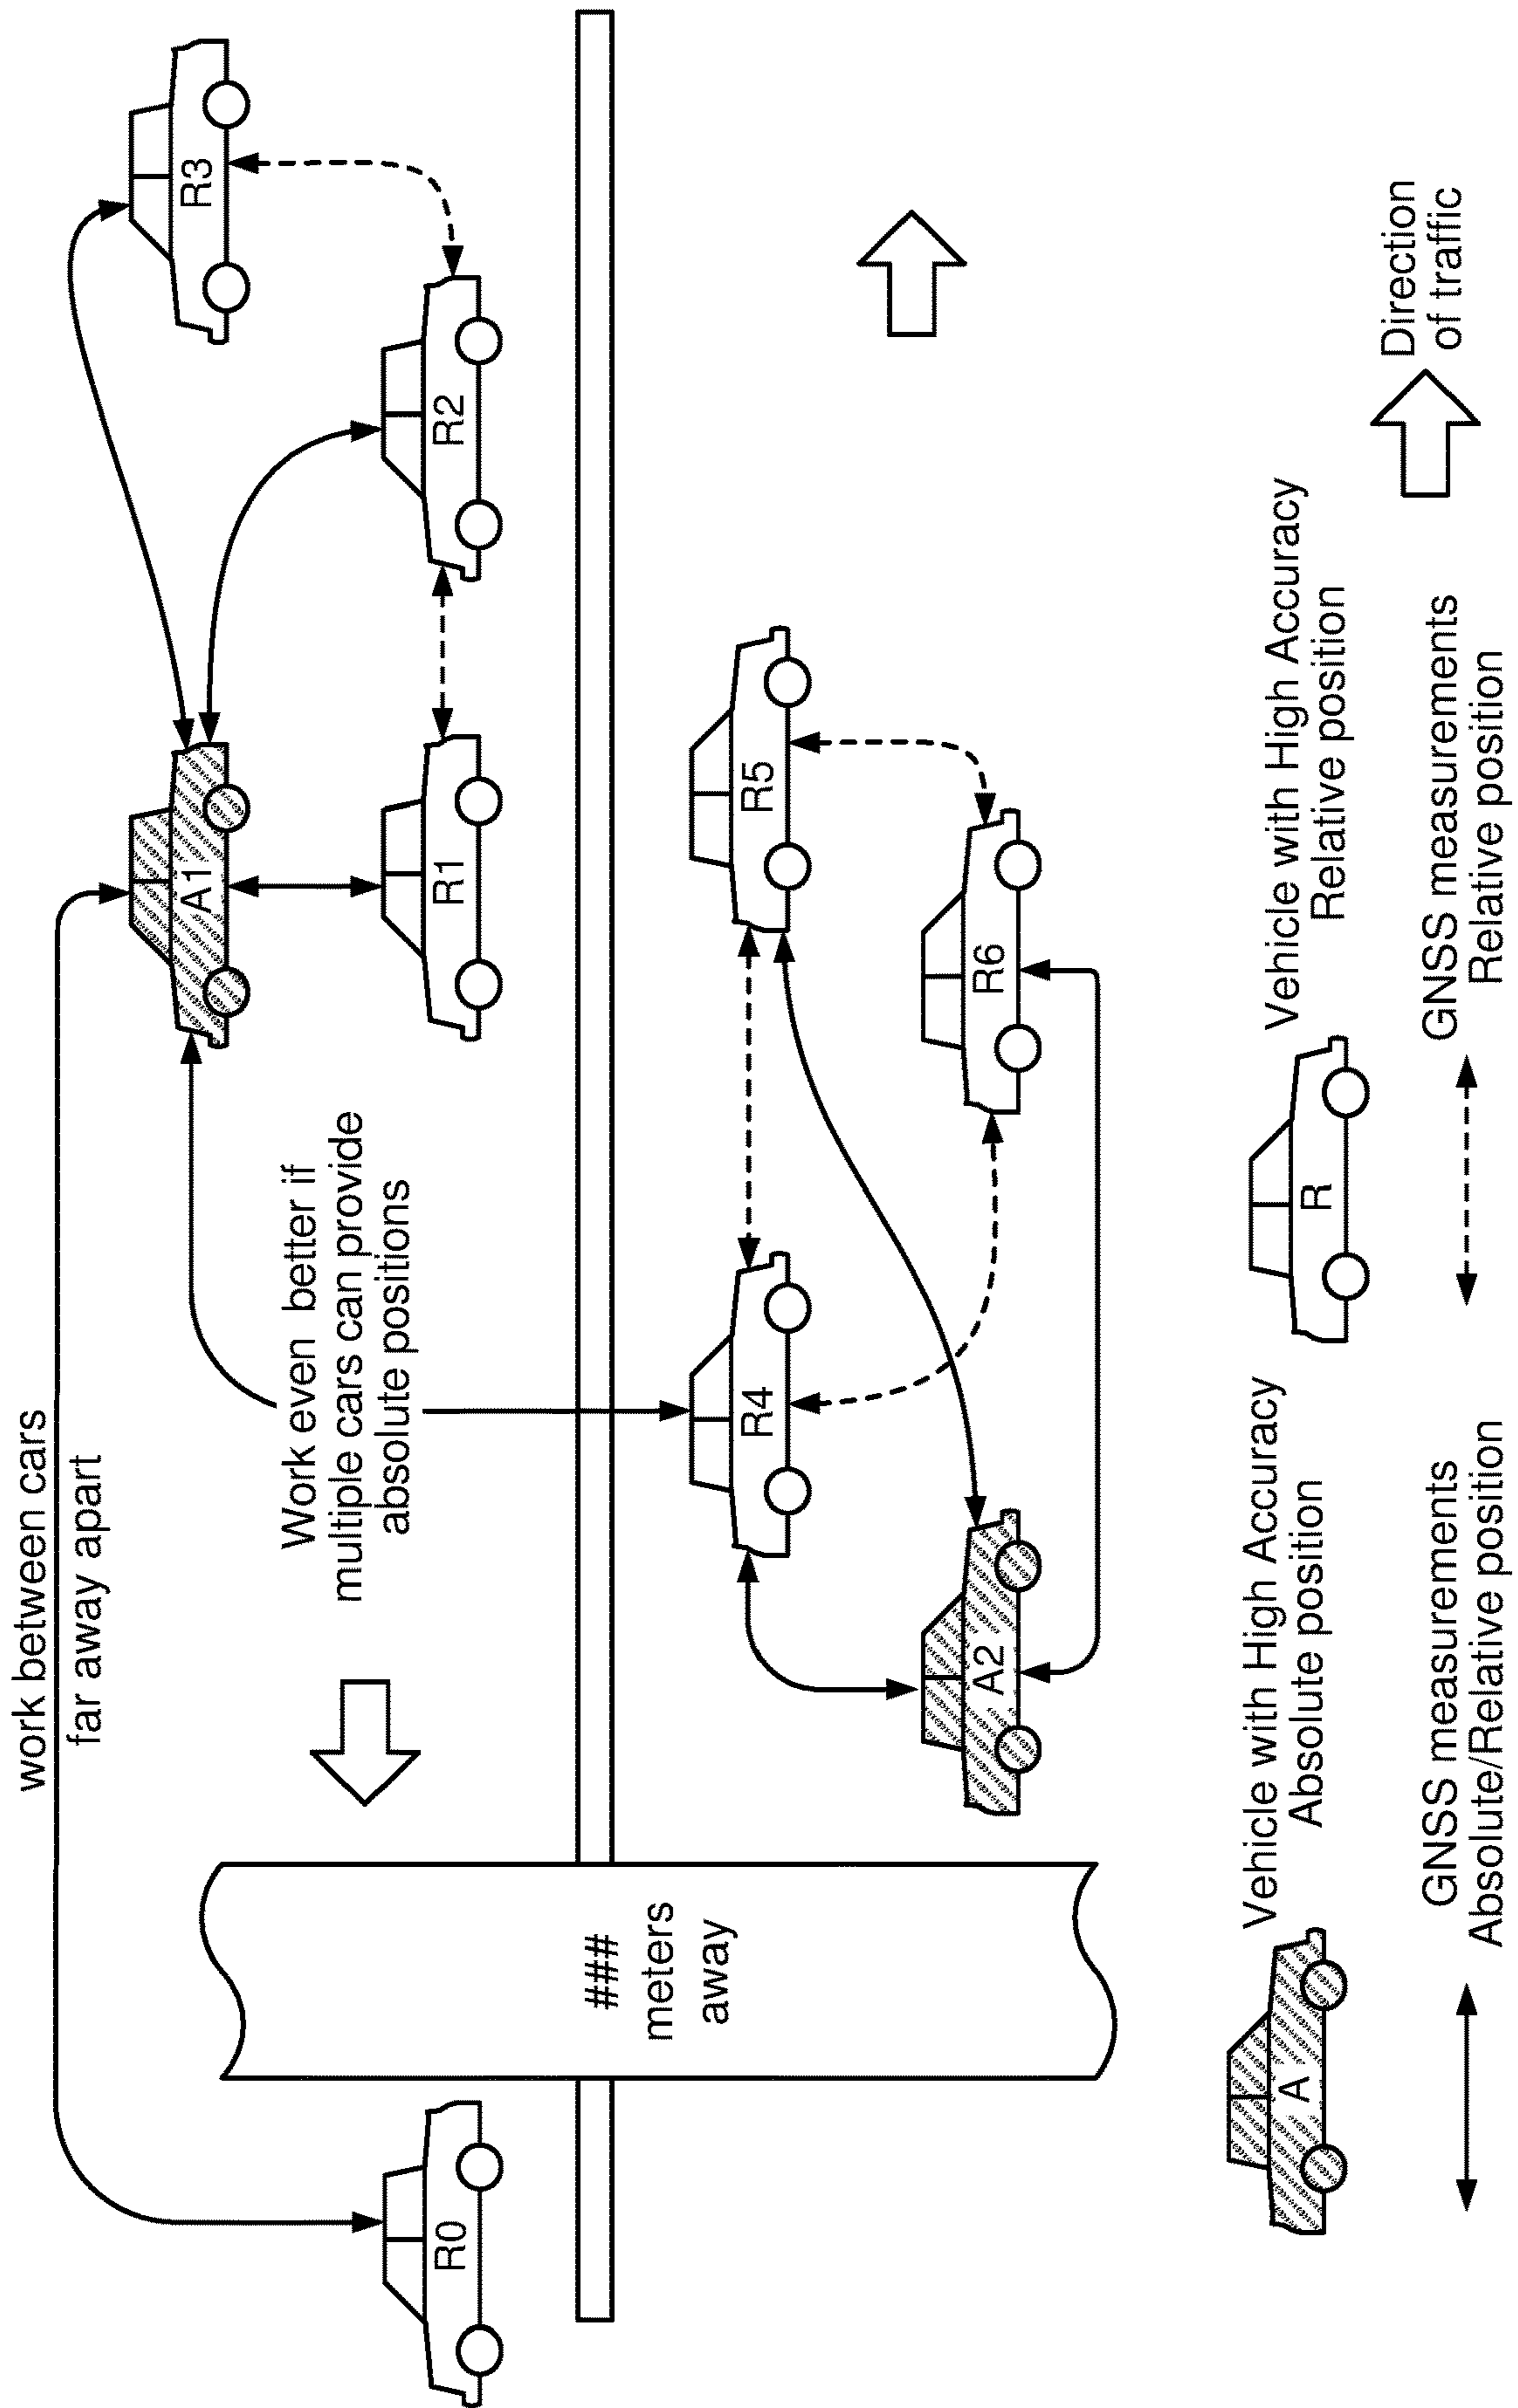 work between cars
far away apart
Work even better if
multiple cars can provide
absolute positions
R0
A1
R1
R2
R3
###
meters
away
A2
R4
R5
R6
A
Vehicle with High Accuracy
Absolute position
R
Vehicle with High Accuracy
Relative position
GNSS measurements
Absolute/Relative position
GNSS measurements
Relative position
Direction
of traffic